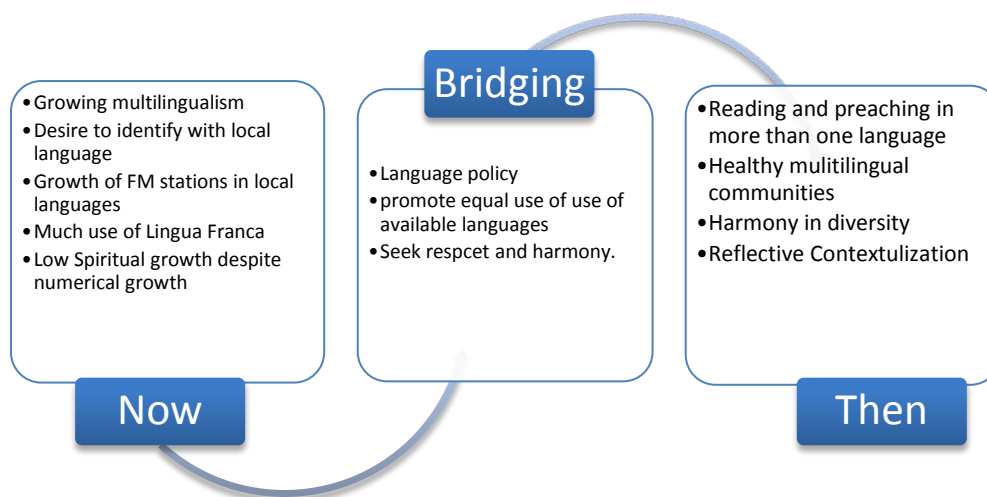 •Growing multilingualism
•Desire to identify with local
language
•Growth of FM stations in local
languages
•Much use of Lingua Franca
•Low Spiritual growth despite
numerical growth
Now
Bridging
•Language policy
•promote equal use of use of
available languages
•Seek respcet and harmony.
•Reading and preaching in
more than one language
•Healthy mulitilingual
communities
•Harmony in diversity
•Reflective Contextulization
Then